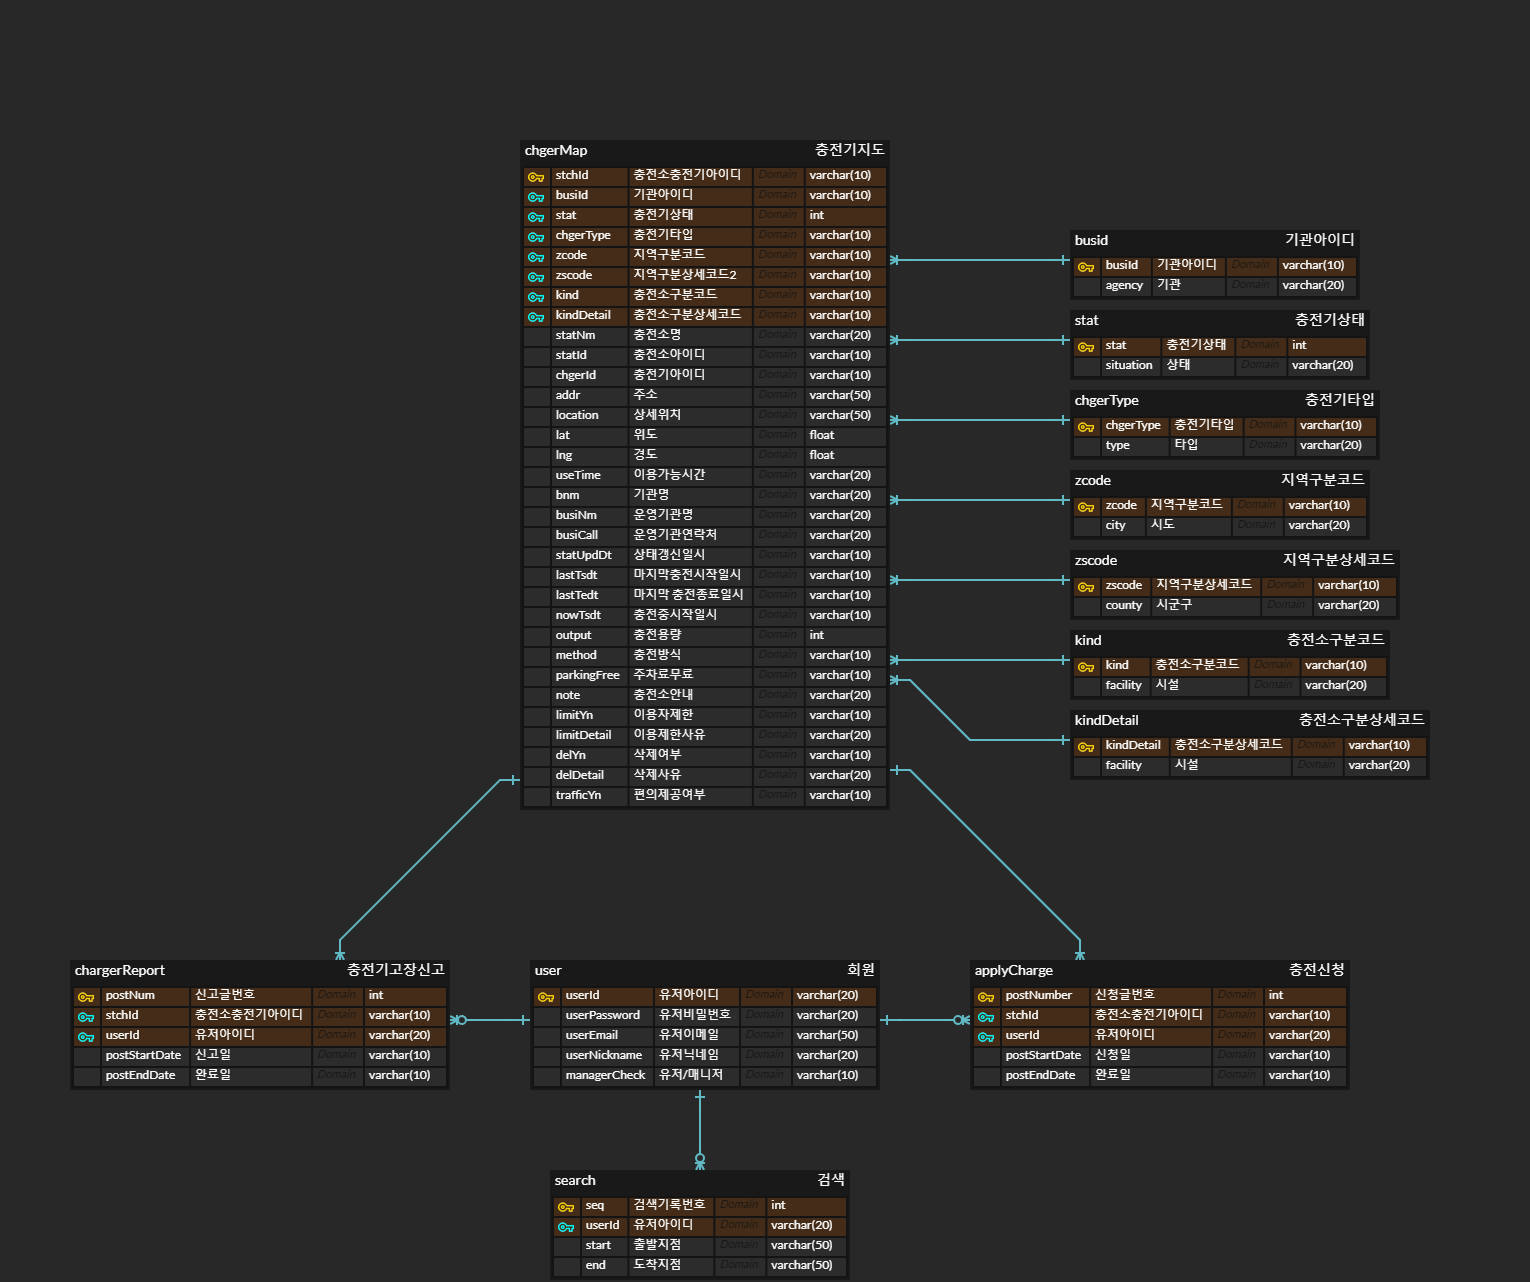 chgerMap 충전기지도
stchId 충전소충전기아이디 Domain varchar(10)
busiId 기관아이디 Domain varchar(10)
stat 충전기상태 Domain int
chgerType 충전기타입 Domain varchar(10)
zcode 지역구분코드 Domain varchar(10)
zscode 지역구분상세코드2 Domain varchar(10)
kind 충전소구분코드 Domain varchar(10)
kindDetail 충전소구분상세코드 Domain varchar(10)
statNm 충전소명 Domain varchar(20)
statId 충전소아이디 Domain varchar(10)
chgerId 충전기아이디 Domain varchar(10)
addr 주소 Domain varchar(50)
location 상세위치 Domain varchar(50)
lat 위도 Domain float
lng 경도 Domain float
useTime 이용가능시간 Domain varchar(20)
bnm 기관명 Domain varchar(20)
busiNm 운영기관명 Domain varchar(20)
busiCall 운영기관연락처 Domain varchar(20)
statUpdDt 상태갱신일시 Domain varchar(10)
lastTsdt 마지막충전시작일시 Domain varchar(10)
lastTedt 마지막 충전종료일시 Domain varchar(10)
nowTsdt 충전중시작일시 Domain varchar(10)
output 충전용량 Domain int
method 충전방식 Domain varchar(10)
parkingFree 주차료무료 Domain varchar(10)
note 충전소안내 Domain varchar(20)
limitYn 이용자제한 Domain varchar(10)
limitDetail 이용제한사유 Domain varchar(20)
delYn 삭제여부 Domain varchar(10)
delDetail 삭제사유 Domain varchar(20)
trafficYn 편의제공여부 Domain varchar(10)
busid 기관아이디
busiId 기관아이디 Domain varchar(10)
agency 기관 Domain varchar(20)
stat 충전기상태
stat 충전기상태 Domain int
situation 상태 Domain varchar(20)
chgerType 충전기타입
chgerType 충전기타입 Domain varchar(10)
type 타입 Domain varchar(20)
zcode 지역구분코드
zcode 지역구분코드 Domain varchar(10)
city 시도 Domain varchar(20)
zscode 지역구분상세코드
zscode 지역구분상세코드 Domain varchar(10)
county 시군구 Domain varchar(20)
kind 충전소구분코드
kind 충전소구분코드 Domain varchar(10)
facility 시설 Domain varchar(20)
kindDetail 충전소구분상세코드
kindDetail 충전소구분상세코드 Domain varchar(10)
facility 시설 Domain varchar(20)
chargerReport 충전기고장신고
postNum 신고글번호 Domain int
stchId 충전소충전기아이디 Domain varchar(10)
userId 유저아이디 Domain varchar(20)
postStartDate 신고일 Domain varchar(10)
postEndDate 완료일 Domain varchar(10)
user 회원
userId 유저아이디 Domain varchar(20)
userPassword 유저비밀번호 Domain varchar(20)
userEmail 유저이메일 Domain varchar(50)
userNickname 유저닉네임 Domain varchar(20)
managerCheck 유저/매니저 Domain varchar(10)
applyCharge 충전신청
postNumber 신청글번호 Domain int
stchId 충전소충전기아이디 Domain varchar(10)
userId 유저아이디 Domain varchar(20)
postStartDate 신청일 Domain varchar(10)
postEndDate 완료일 Domain varchar(10)
search 검색
seq 검색기록번호 Domain int
userId 유저아이디 Domain varchar(20)
start 출발지점 Domain varchar(50)
end 도착지점 Domain varchar(50)